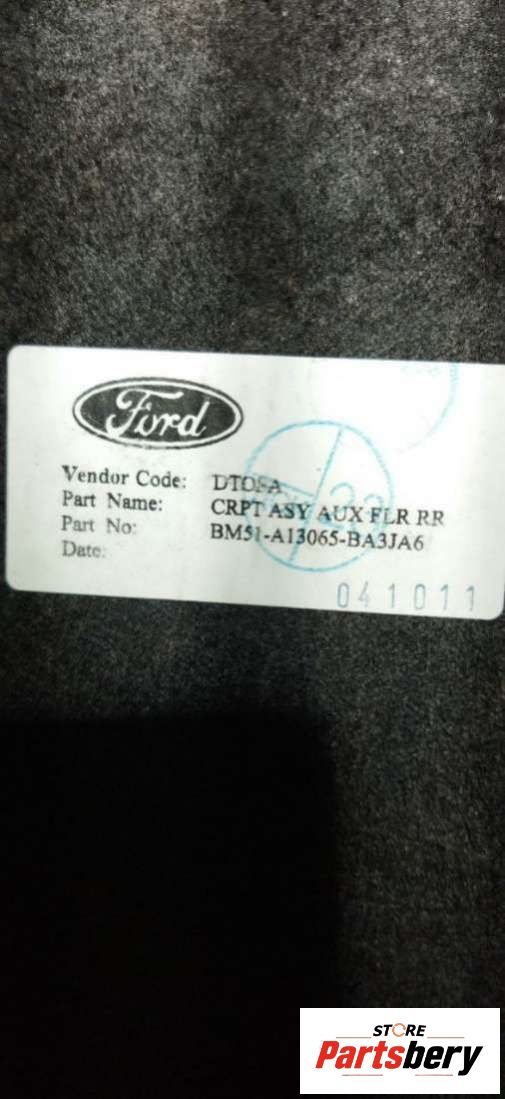 Ford
Vendor Code: DTOSA
Part Name: CRPT ASY AUX FLR RR
Part No: BM51-A13065-BA3JA6
Date:
041011
STORE
Partsbery